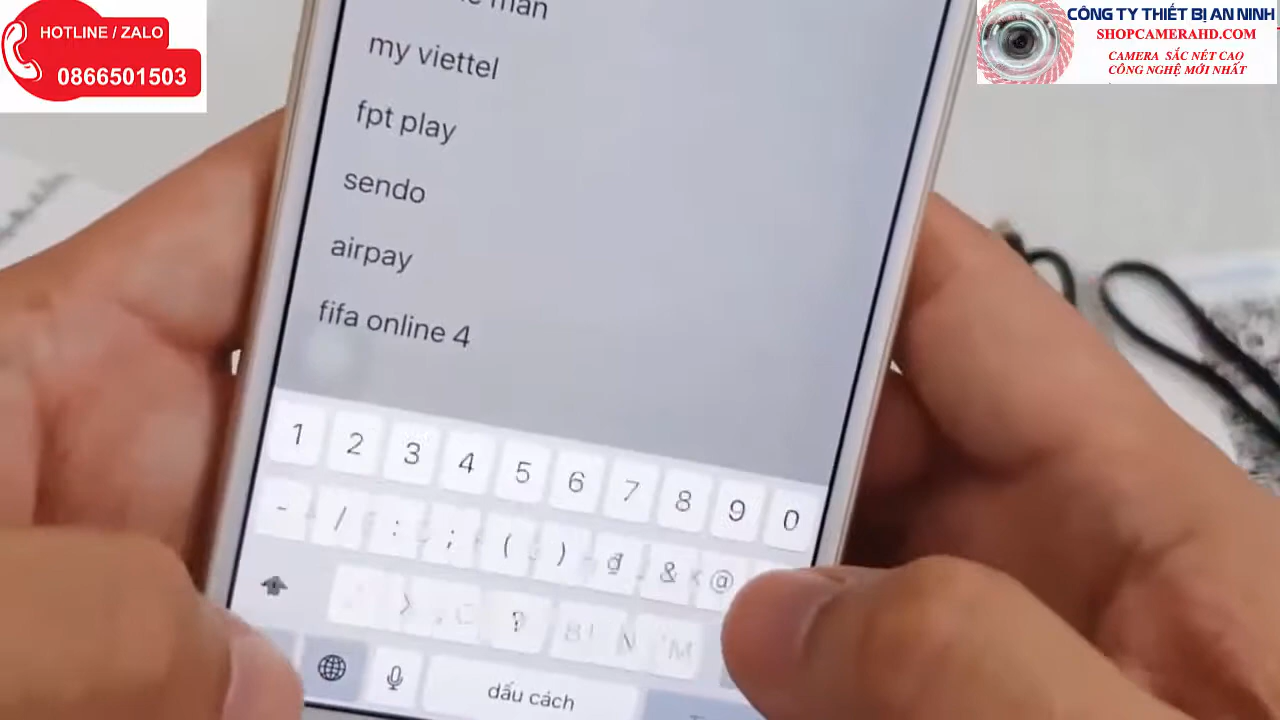 HOTLINE / ZALO
0866501503
CÔNG TY THIẾT BỊ AN NINH
SHOPCAMERAHD.COM
CAMERA SẮC NÉT CAO
CÔNG NGHỆ MỚI NHẤT
man
my viettel
fpt play
sendo
airpay
fifa online 4
1 2 3 4 5 6 7 8 9 0
- / : ; ( ) ₫ & @
?
dấu cách